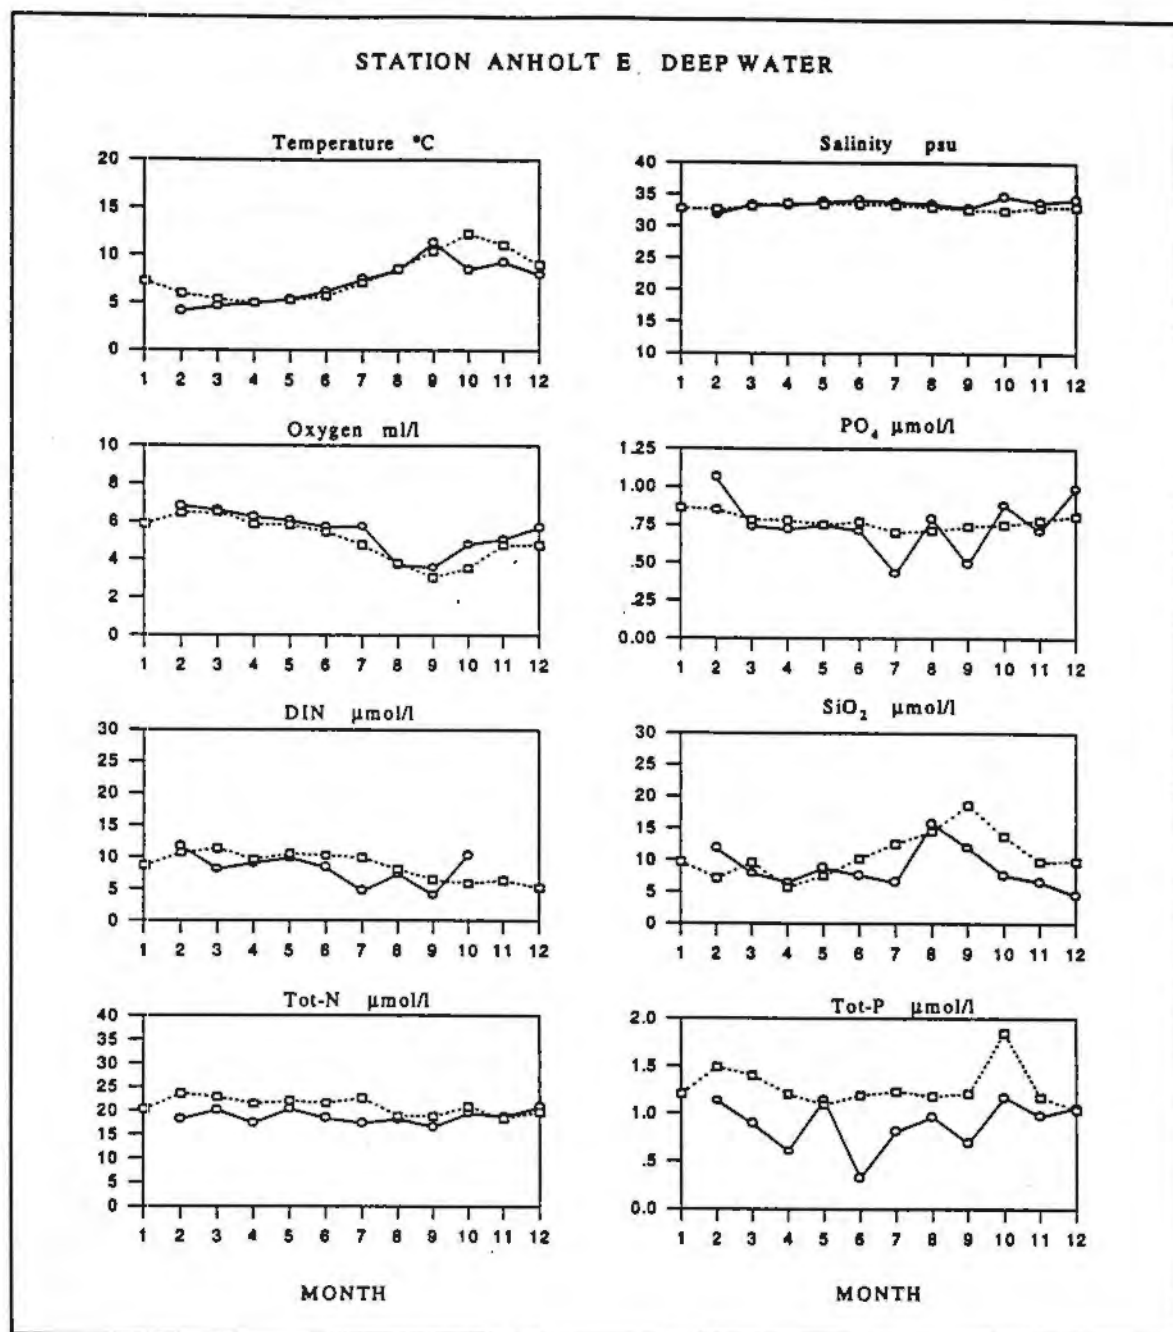 STATION ANHOLT E DEEP WATER
Temperature °C
20
15
10
5
0
1 2 3 4 5 6 7 8 9 10 11 12
Salinity psu
40
35
30
25
20
15
10
1 2 3 4 5 6 7 8 9 10 11 12
Oxygen ml/l
10
8
6
4
2
0
1 2 3 4 5 6 7 8 9 10 11 12
PO₄ µmol/l
1.25
1.00
.75
.50
.25
0.00
1 2 3 4 5 6 7 8 9 10 11 12
DIN µmol/l
30
25
20
15
10
5
0
1 2 3 4 5 6 7 8 9 10 11 12
SiO₂ µmol/l
30
25
20
15
10
5
0
1 2 3 4 5 6 7 8 9 10 11 12
Tot-N µmol/l
40
35
30
25
20
15
10
5
0
1 2 3 4 5 6 7 8 9 10 11 12
MONTH
Tot-P µmol/l
2.0
1.5
1.0
.5
0.0
1 2 3 4 5 6 7 8 9 10 11 12
MONTH